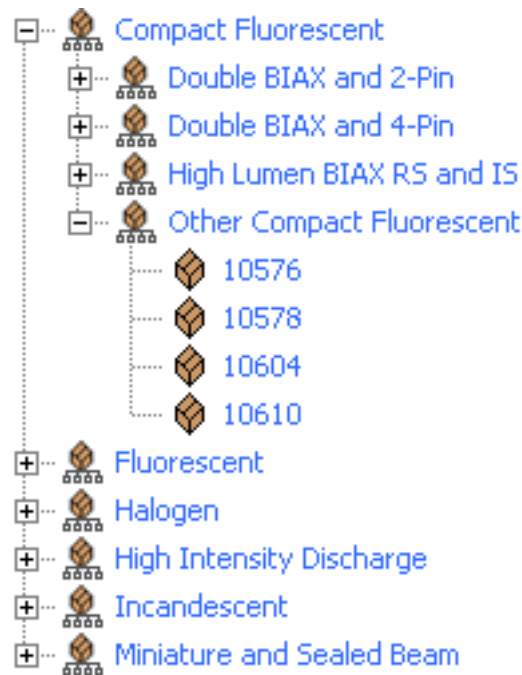 Compact Fluorescent
Double BIAX and 2-Pin
Double BIAX and 4-Pin
High Lumen BIAX RS and IS
Other Compact Fluorescent
10576
10578
10604
10610
Fluorescent
Halogen
High Intensity Discharge
Incandescent
Miniature and Sealed Beam